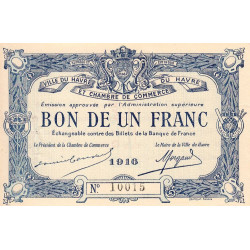 VILLE DU HAVRE DU HAVRE
ET CHAMBRE DE COMMERCE
Émission approuvée par l'Administration supérieure
BON DE UN FRANC
Échangeable contre des Billets de la Banque de France
Le Président de la Chambre de Commerce
Le Maire de la Ville du Havre
1916
Morgand
N° 10015